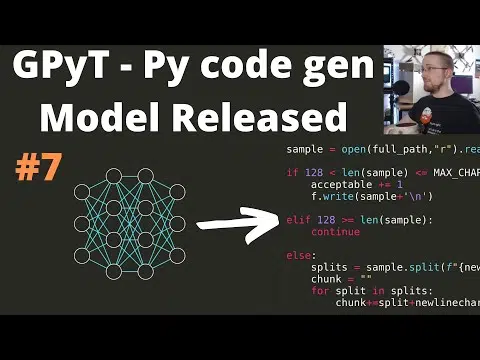 GPyT - Py code gen
Model Released
#7
sample = open(full_path,"r").rea
if 128 < len(sample) <= MAX_CHAR
acceptable += 1
f.write(sample+'\n')
elif 128 >= len(sample):
continue
else:
splits = sample.split(f"{new
chunk = ""
for split in splits:
chunk+=split+newlinechar